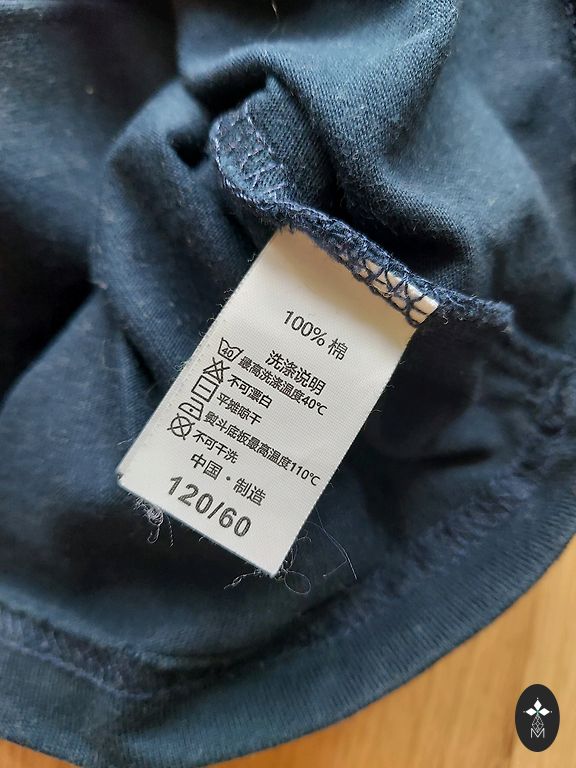 100% 棉
洗涤说明
40 最高洗涤温度40℃
不可漂白
平摊晾干
熨斗底板最高温度110℃
不可干洗
中国·制造
120/60
M